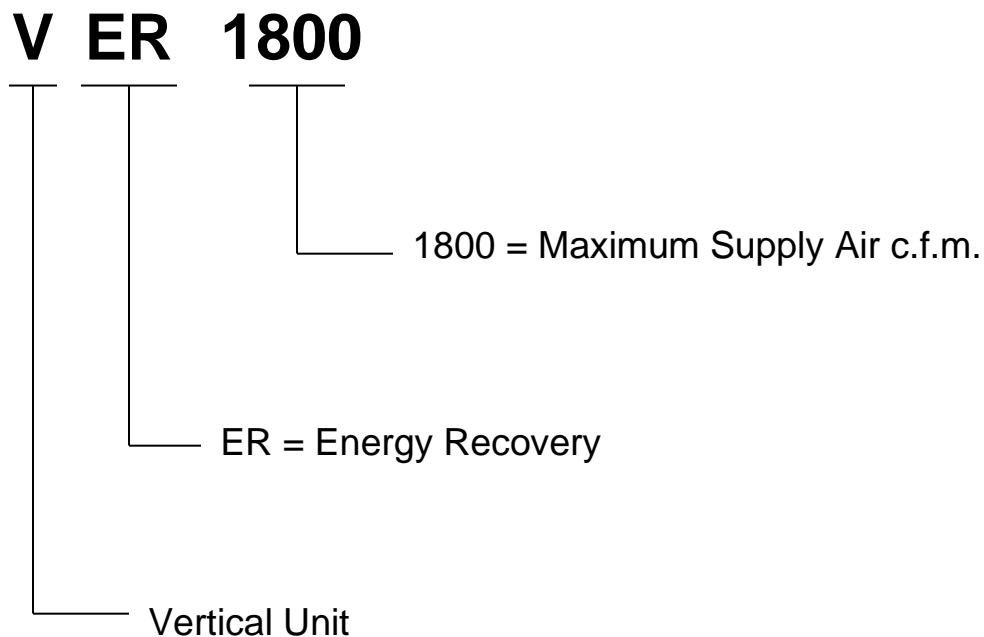 V ER 1800
1800 = Maximum Supply Air c.f.m.
ER = Energy Recovery
Vertical Unit